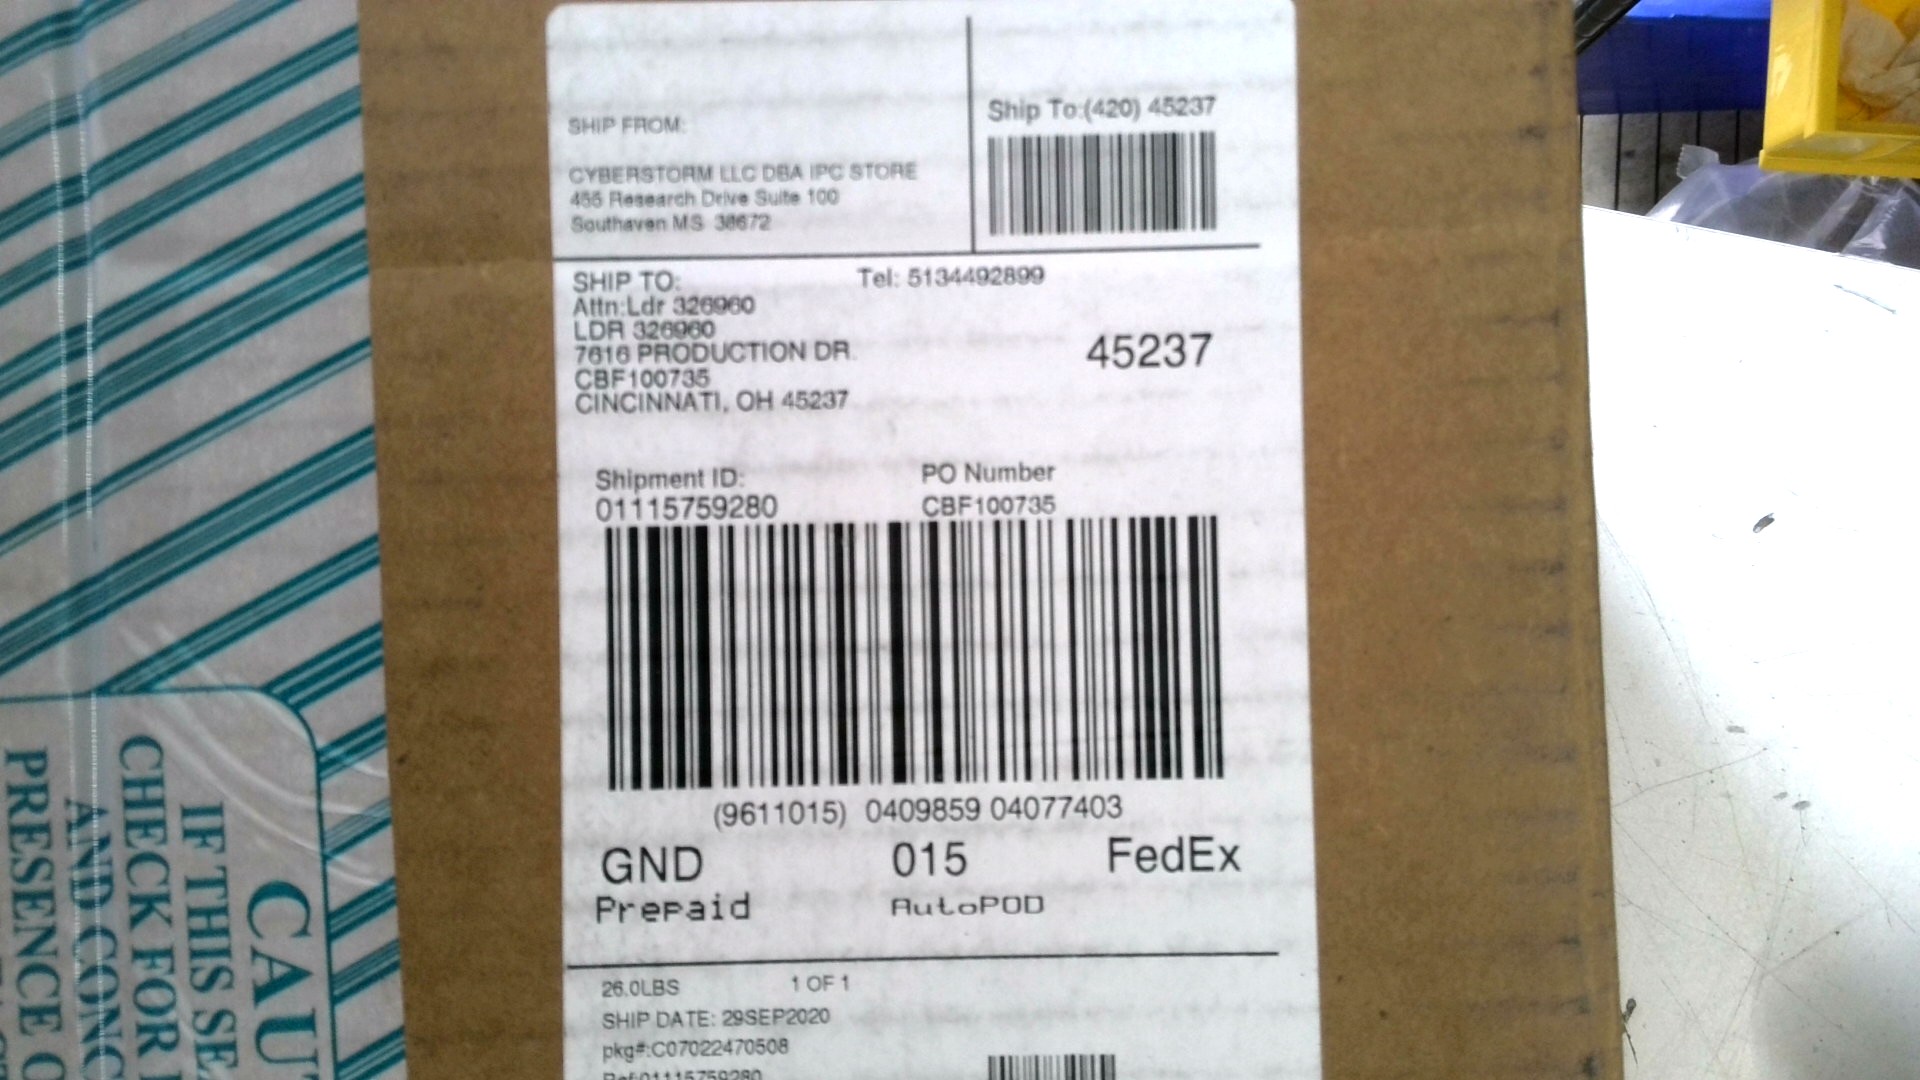 SHIP FROM:
CYBERSTORM LLC DBA IPC STORE
455 Research Drive Suite 100
Southaven MS 38672
Ship To:(420) 45237
SHIP TO:
Tel: 5134492899
Attn:Ldr 326960
LDR 326960
7616 PRODUCTION DR.
CBF100735
CINCINNATI, OH 45237
45237
Shipment ID:
01115759280
PO Number
CBF100735
(9611015) 0409859 04077403
GND
015
FedEx
Prepaid
AutoPOD
26.0LBS
1 OF 1
SHIP DATE: 29SEP2020
pkg#:C07022470508
Ref:01115759280
CAU
IF THIS SE
CHECK FOR
AND CONC
PRESENCE O